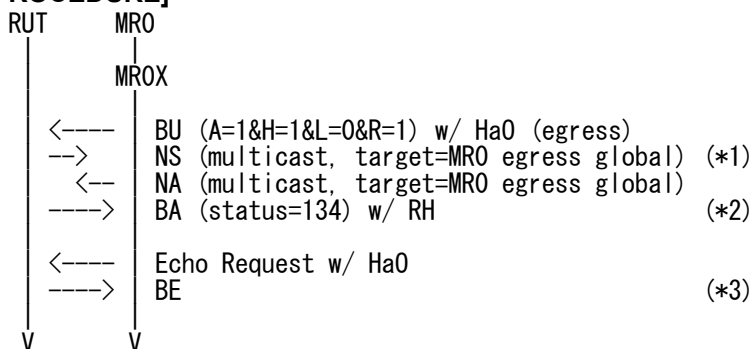 ROCEDURE]
RUT MR0
MR0X
<---- BU (A=1&H=1&L=0&R=1) w/ HaO (egress)
--> NS (multicast, target=MR0 egress global) (*1)
<-- NA (multicast, target=MR0 egress global)
----> BA (status=134) w/ RH (*2)
<---- Echo Request w/ HaO
----> BE (*3)
V V